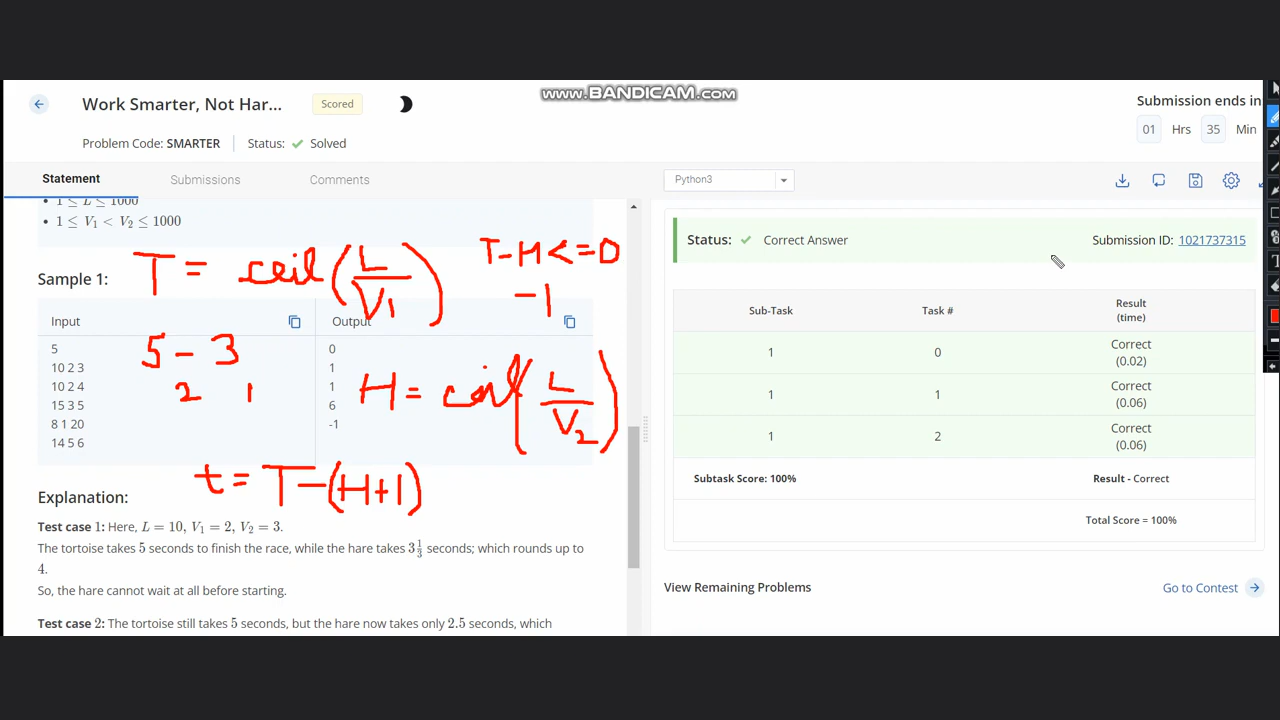 www.BANDICAM.com
Work Smarter, Not Har...
Scored
Submission ends in
Problem Code: SMARTER
Status: ✓ Solved
01 Hrs 35 Min
Statement
Submissions
Comments
Python3
• 1 ≤ L ≤ 1000
• 1 ≤ V₁ < V₂ ≤ 1000
T = ceil(L/V₁)
T-H<=0
-1
Status: ✓ Correct Answer
Submission ID: 1021737315
Sample 1:
Input
Output
5
10 2 3
10 2 4
15 3 5
8 1 20
14 5 6
0
1
1
6
-1
5 - 3
2 1
H = ceil(L/V₂)
t = T-(H+1)
Sub-Task Task # Result (time)
1 0 Correct (0.02)
1 1 Correct (0.06)
1 2 Correct (0.06)
Subtask Score: 100% Result - Correct
Total Score = 100%
Explanation:
Test case 1: Here, L = 10, V₁ = 2, V₂ = 3.
The tortoise takes 5 seconds to finish the race, while the hare takes 3 1/3 seconds; which rounds up to
4.
So, the hare cannot wait at all before starting.
Test case 2: The tortoise still takes 5 seconds, but the hare now takes only 2.5 seconds, which
View Remaining Problems
Go to Contest